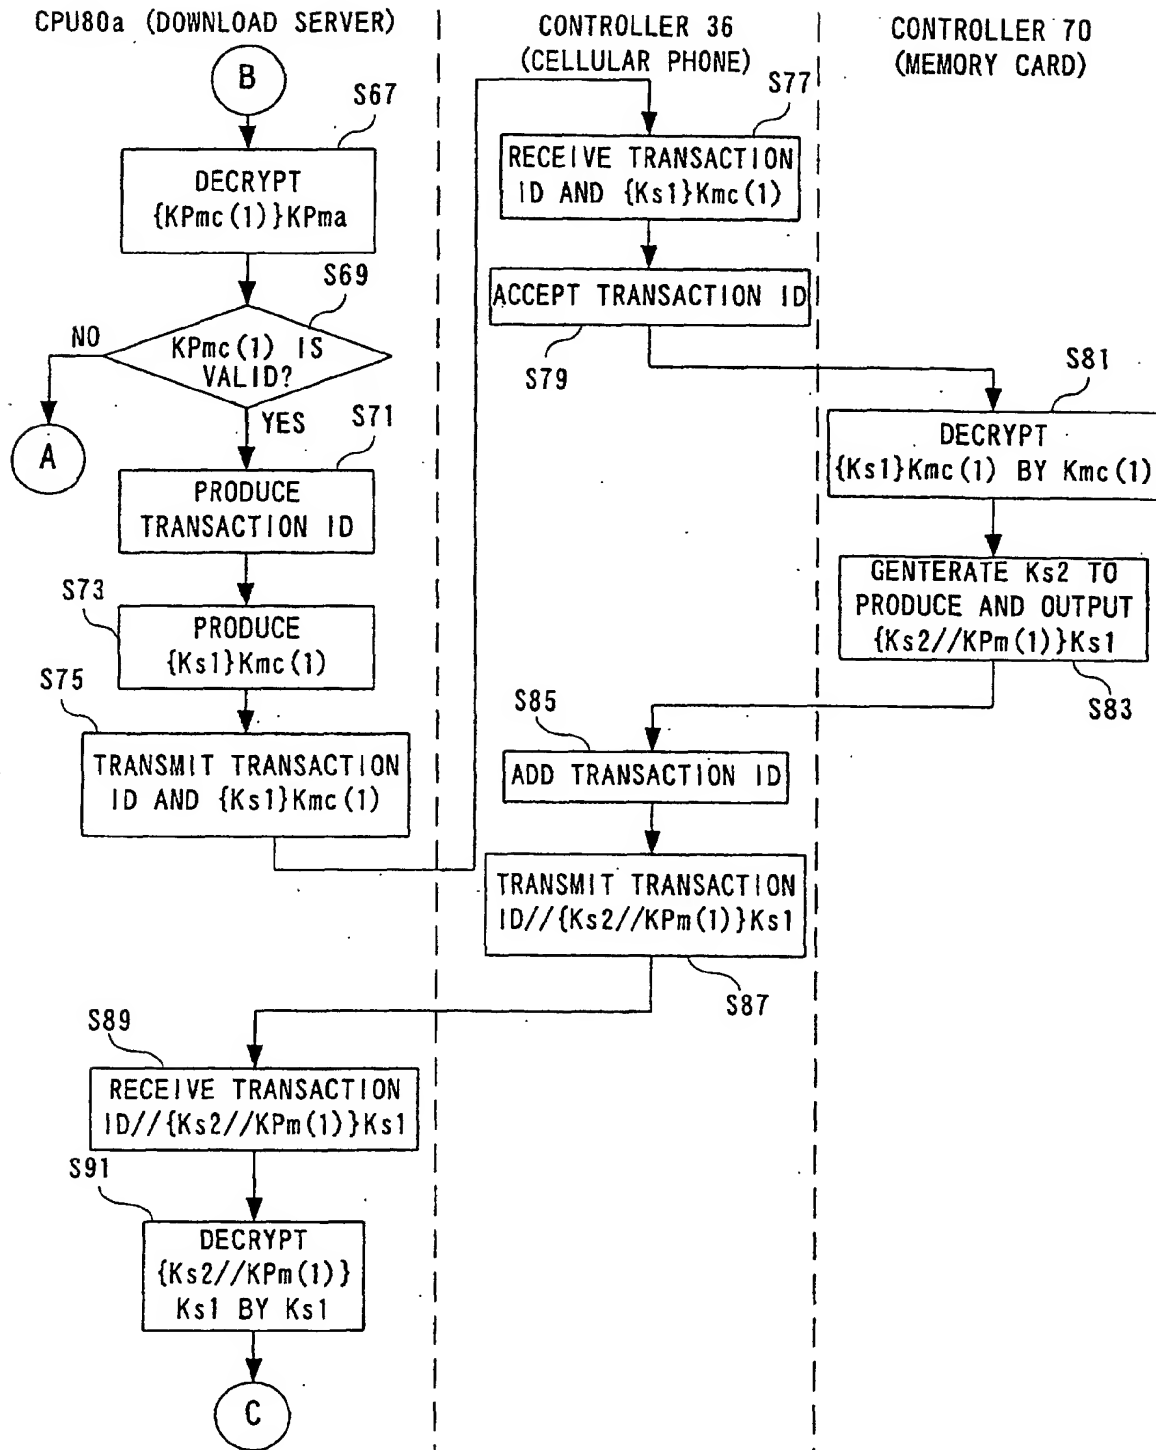 CPU80a (DOWNLOAD SERVER)
CONTROLLER 36
(CELLULAR PHONE)
CONTROLLER 70
(MEMORY CARD)
B
S67
DECRYPT
{KPmc(1)}KPma
S69
NO
KPmc(1) IS
VALID?
YES
A
S71
PRODUCE
TRANSACTION ID
S73
PRODUCE
{Ks1}Kmc(1)
S75
TRANSMIT TRANSACTION
ID AND {Ks1}Kmc(1)
S77
RECEIVE TRANSACTION
ID AND {Ks1}Kmc(1)
ACCEPT TRANSACTION ID
S79
S81
DECRYPT
{Ks1}Kmc(1) BY Kmc(1)
GENTERATE Ks2 TO
PRODUCE AND OUTPUT
{Ks2//KPm(1)}Ks1
S83
S85
ADD TRANSACTION ID
TRANSMIT TRANSACTION
ID//{Ks2//KPm(1)}Ks1
S87
S89
RECEIVE TRANSACTION
ID//{Ks2//KPm(1)}Ks1
S91
DECRYPT
{Ks2//KPm(1)}
Ks1 BY Ks1
C